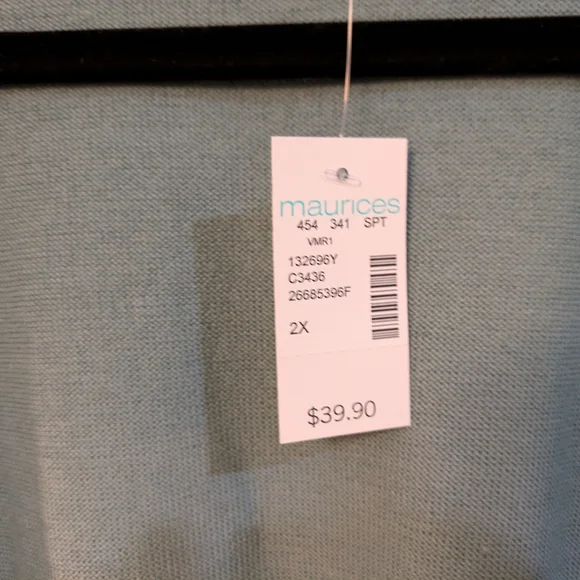 maurices
454 341 SPT
VMR1
132696Y
C3436
26685396F
2X
$39.90